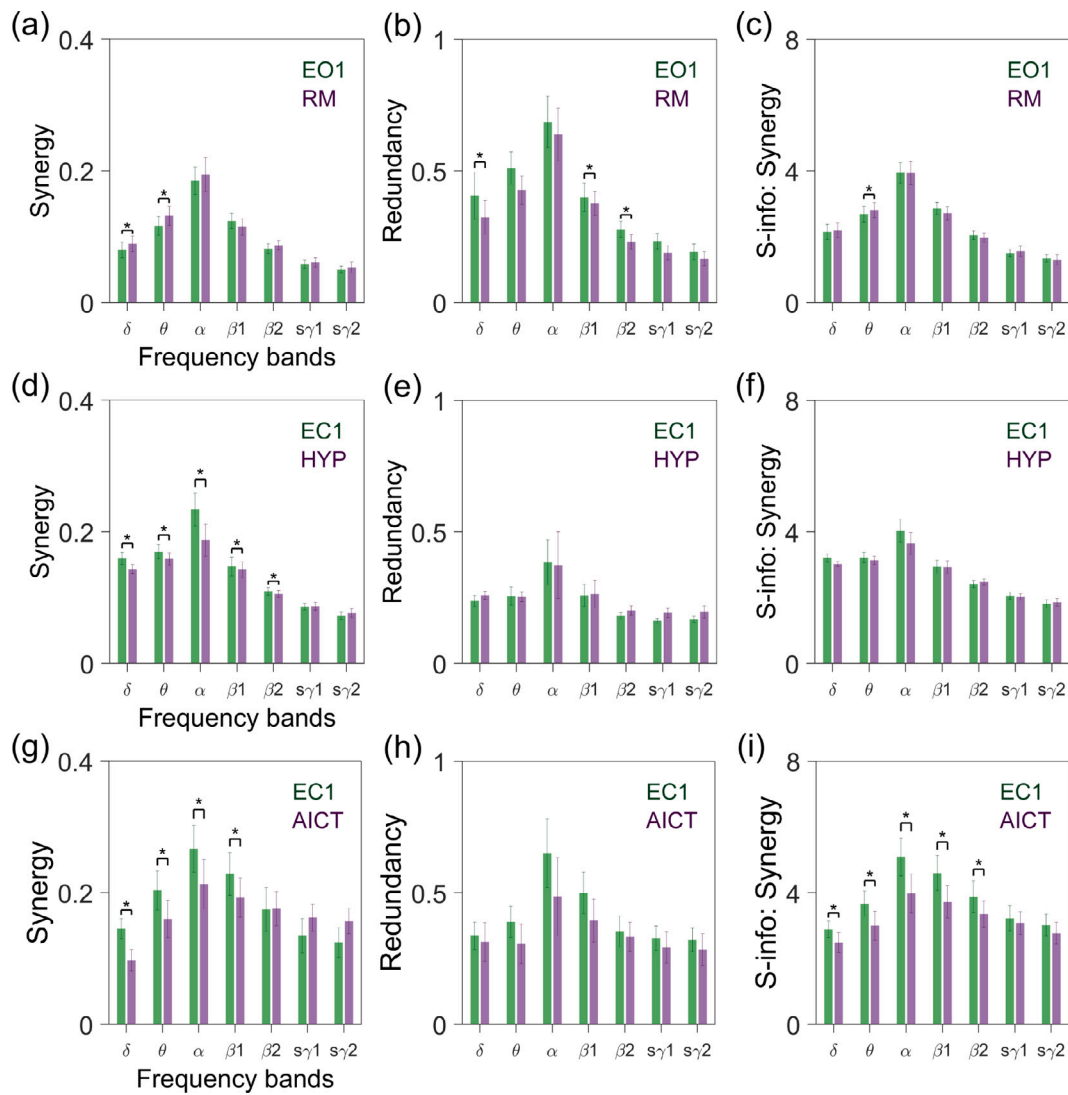 (a)
0.4
0.2
0
Synergy
EO1
RM
* *
δ θ α β1 β2 sγ1 sγ2
Frequency bands
(b)
1
0.5
0
Redundancy
EO1
RM
* * *
δ θ α β1 β2 sγ1 sγ2
(c)
8
4
0
S-info: Synergy
EO1
RM
*
δ θ α β1 β2 sγ1 sγ2
(d)
0.4
0.2
0
Synergy
EC1
HYP
* * * * *
δ θ α β1 β2 sγ1 sγ2
Frequency bands
(e)
1
0.5
0
Redundancy
EC1
HYP
δ θ α β1 β2 sγ1 sγ2
(f)
8
4
0
S-info: Synergy
EC1
HYP
δ θ α β1 β2 sγ1 sγ2
(g)
0.4
0.2
0
Synergy
EC1
AICT
* * * *
δ θ α β1 β2 sγ1 sγ2
Frequency bands
(h)
1
0.5
0
Redundancy
EC1
AICT
δ θ α β1 β2 sγ1 sγ2
(i)
8
4
0
S-info: Synergy
EC1
AICT
* * * * *
δ θ α β1 β2 sγ1 sγ2